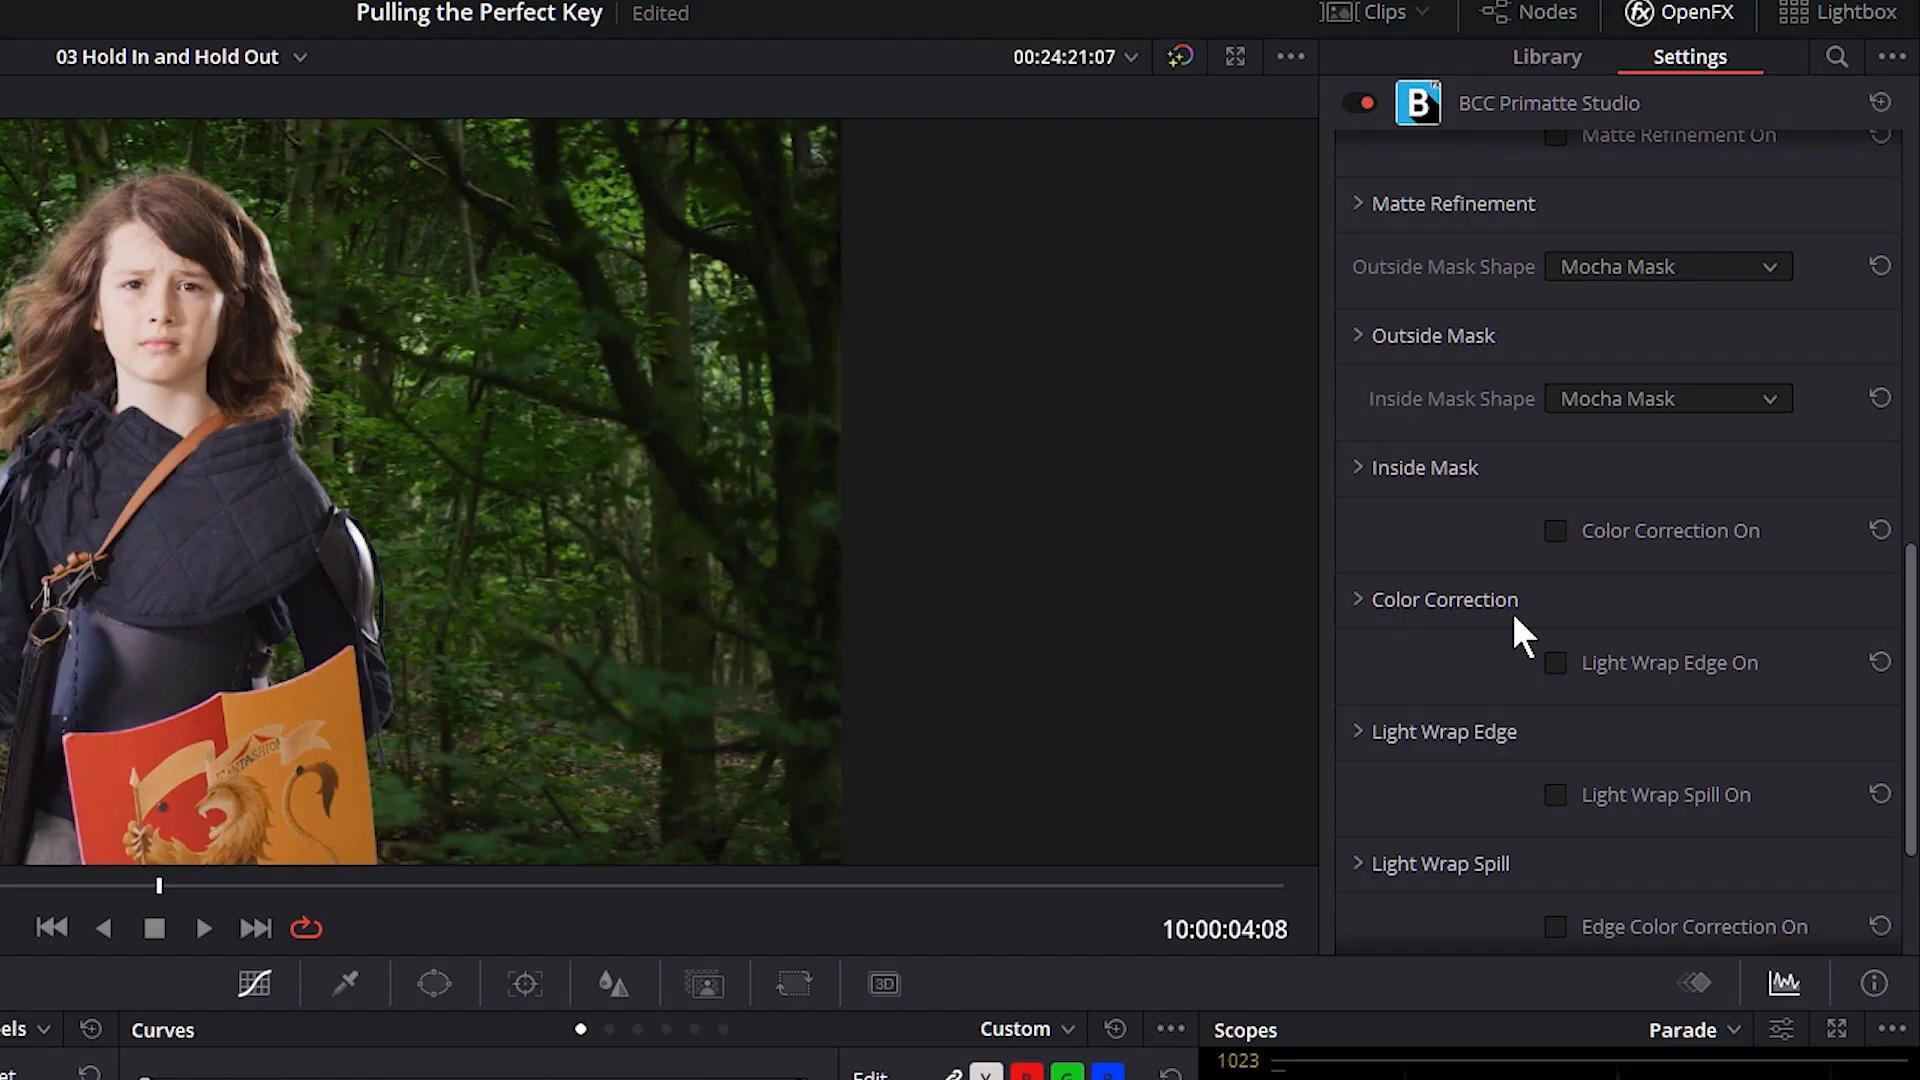 Pulling the Perfect Key
Edited
Clips
Nodes
OpenFX
Lightbox
03 Hold In and Hold Out
00:24:21:07
Library
Settings
B
BCC Primatte Studio
Matte Refinement On
Matte Refinement
Outside Mask Shape
Mocha Mask
Outside Mask
Inside Mask Shape
Mocha Mask
Inside Mask
Color Correction On
Color Correction
Light Wrap Edge On
Light Wrap Edge
Light Wrap Spill On
Light Wrap Spill
Edge Color Correction On
FANTASHION
10:00:04:08
3D
els
Curves
Custom
Scopes
Parade
1023
Edit
Y
R
G
B